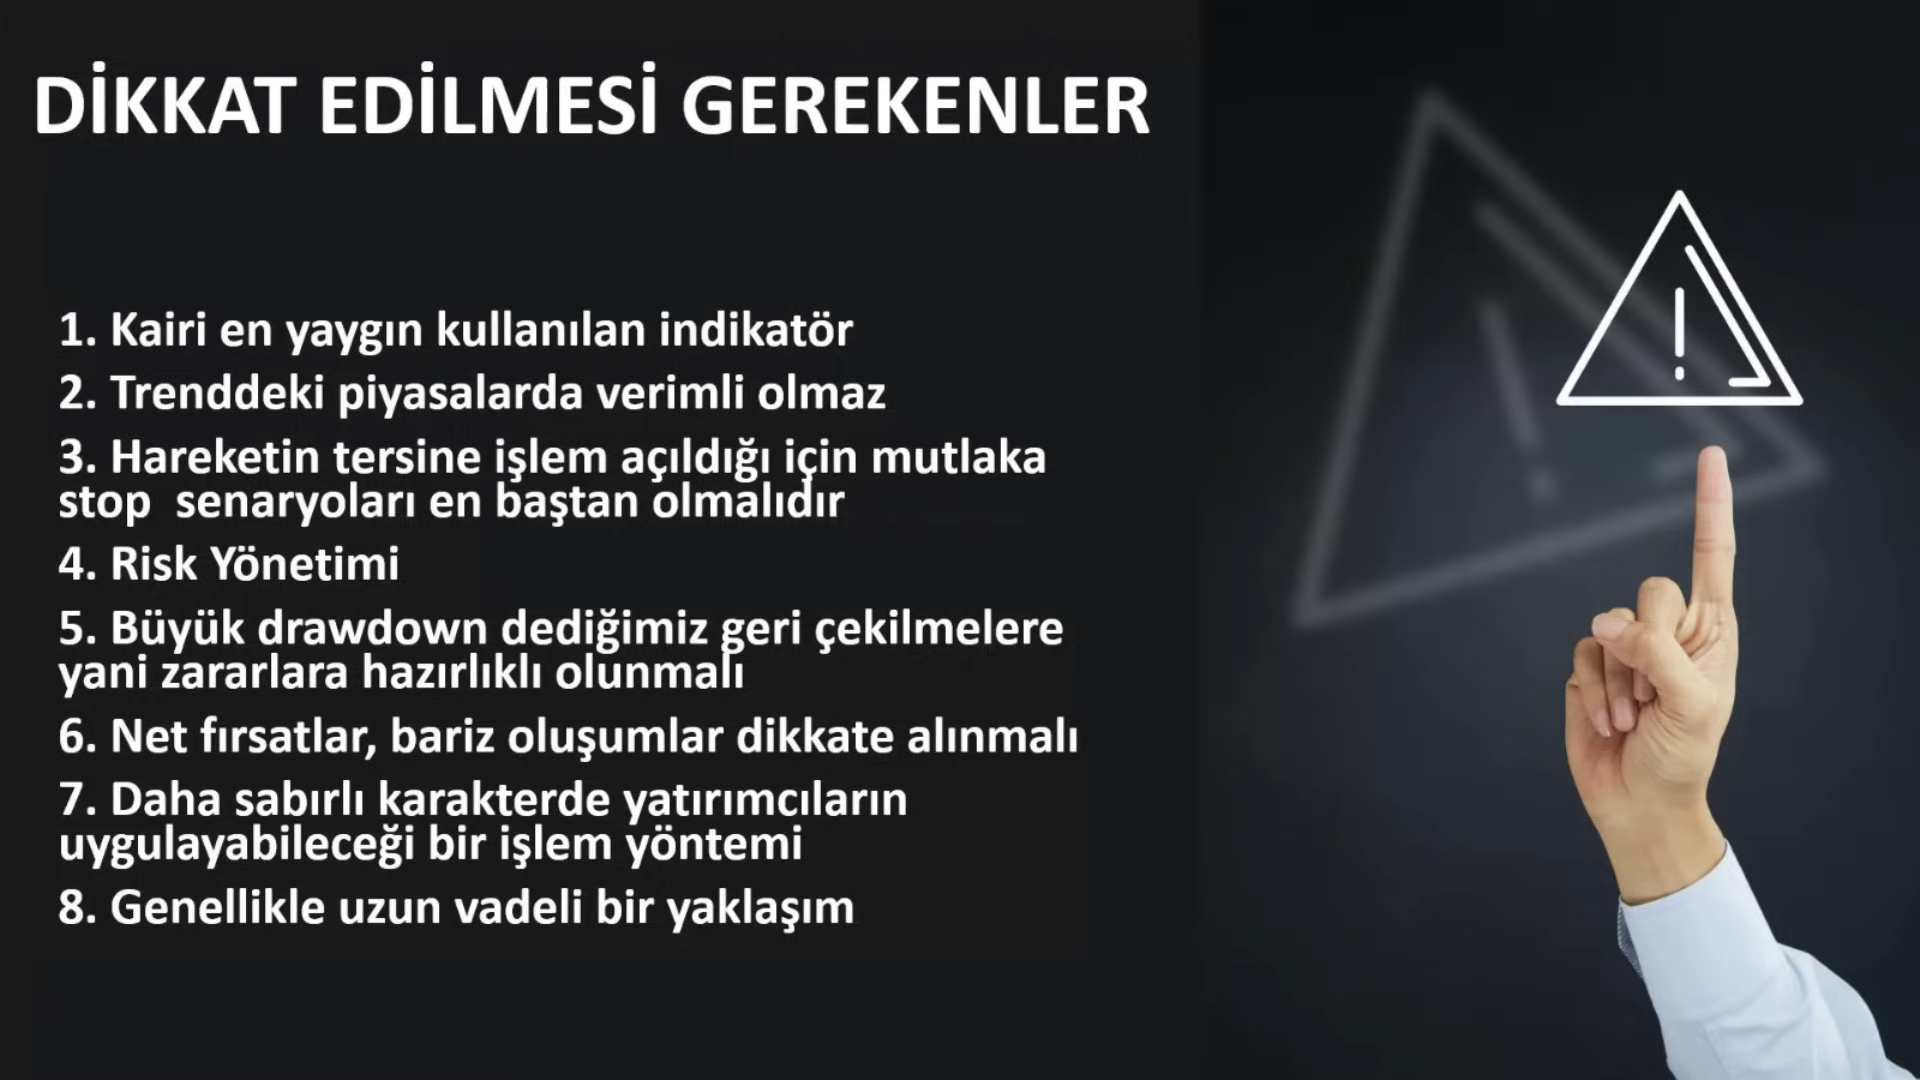 DİKKAT EDİLMESİ GEREKENLER
1. Kairi en yaygın kullanılan indikatör
2. Trenddeki piyasalarda verimli olmaz
3. Hareketin tersine işlem açıldığı için mutlaka
stop  senaryoları en baştan olmalıdır
4. Risk Yönetimi
5. Büyük drawdown dediğimiz geri çekilmelere
yani zararlara hazırlıklı olunmalı
6. Net fırsatlar, bariz oluşumlar dikkate alınmalı
7. Daha sabırlı karakterde yatırımcıların
uygulayabileceği bir işlem yöntemi
8. Genellikle uzun vadeli bir yaklaşım